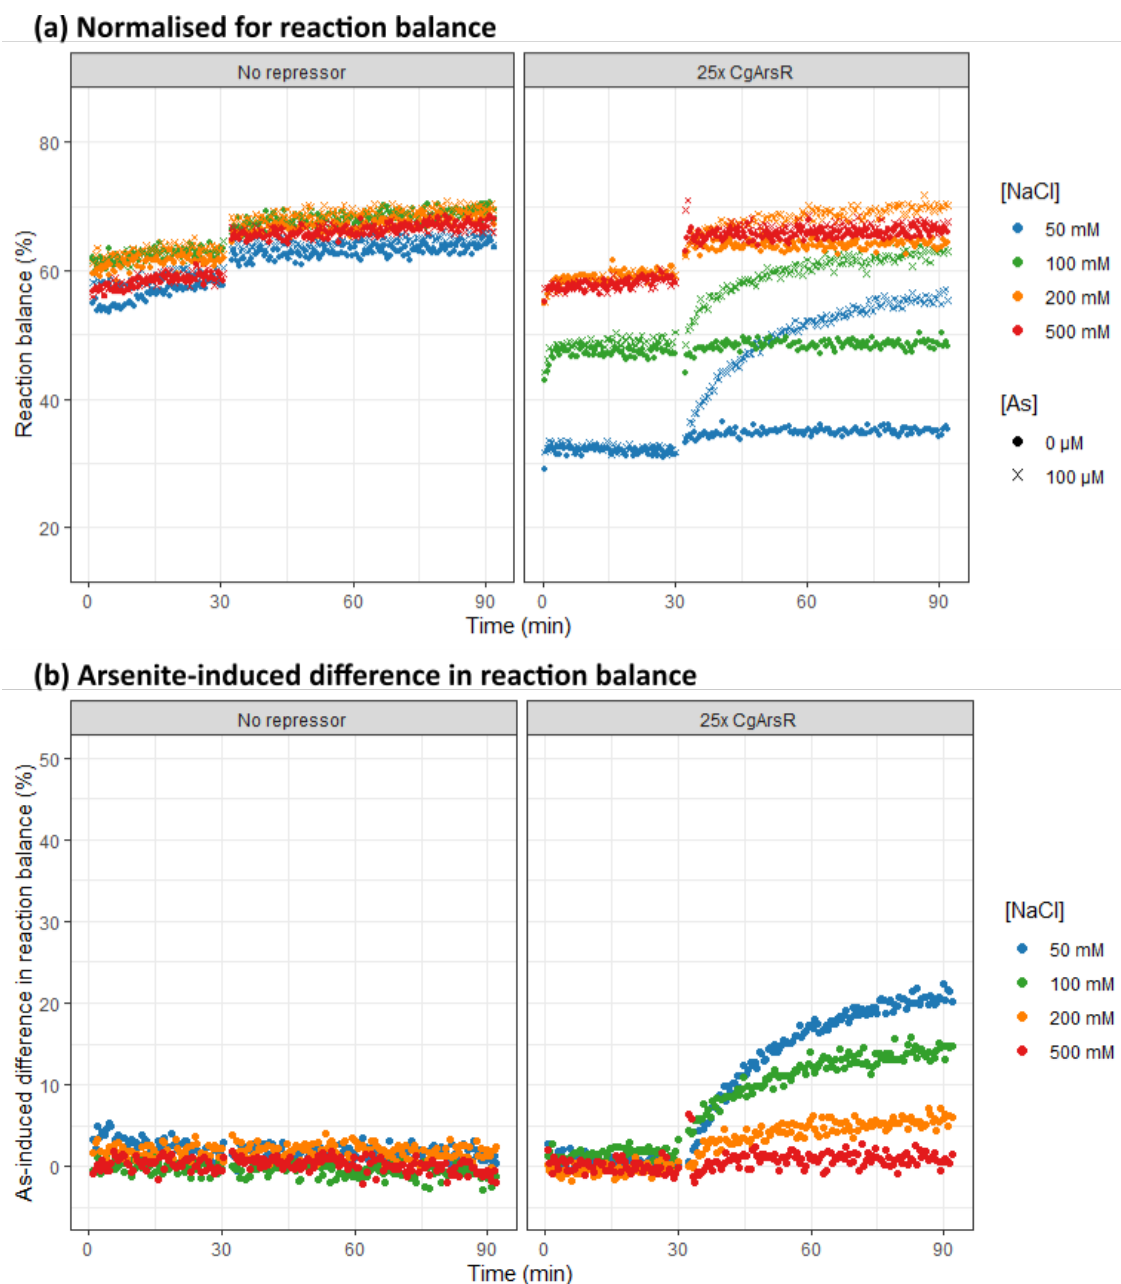 (a) Normalised for reaction balance
No repressor
25x CgArsR
Reaction balance (%)
80
60
40
20
0
30
60
90
0
30
60
90
Time (min)
[NaCl]
50 mM
100 mM
200 mM
500 mM
[As]
0 µM
100 µM
(b) Arsenite-induced difference in reaction balance
No repressor
25x CgArsR
As-induced difference in reaction balance (%)
50
40
30
20
10
0
0
30
60
90
0
30
60
90
Time (min)
[NaCl]
50 mM
100 mM
200 mM
500 mM